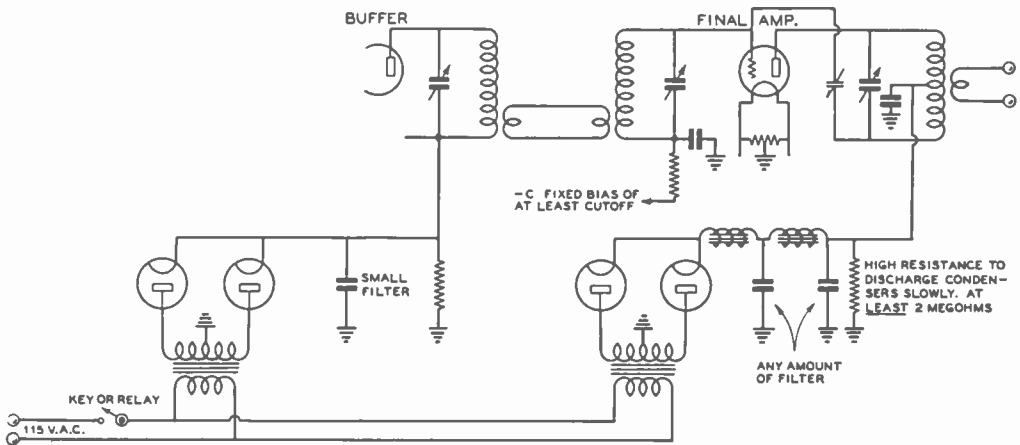 BUFFER
FINAL AMP.
-C FIXED BIAS OF
AT LEAST CUTOFF
SMALL
FILTER
HIGH RESISTANCE TO
DISCHARGE CONDEN-
SERS SLOWLY. AT
LEAST 2 MEGOHMS
ANY AMOUNT
OF FILTER
KEY OR RELAY
115 V.A.C.